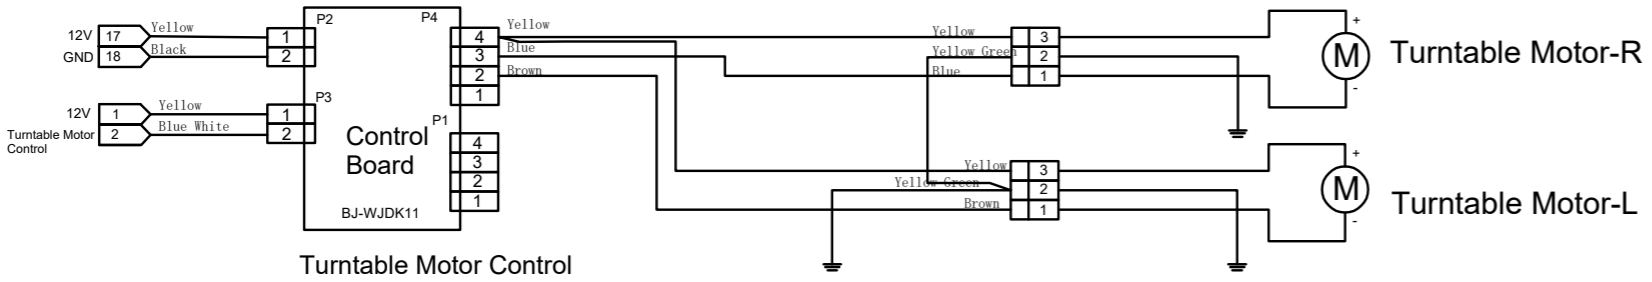 12V 17 Yellow
GND 18 Black
P2
1
2
12V 1 Yellow
Turntable Motor
Control
2 Blue White
P3
1
2
Control
Board
BJ-WJDK11
P4
4 Yellow
3 Blue
2 Brown
1
P1
4
3
2
1
Turntable Motor Control
Yellow 3
Yellow Green 2
Blue 1
+
M
-
Turntable Motor-R
Yellow 3
Yellow Green 2
Brown 1
+
M
-
Turntable Motor-L